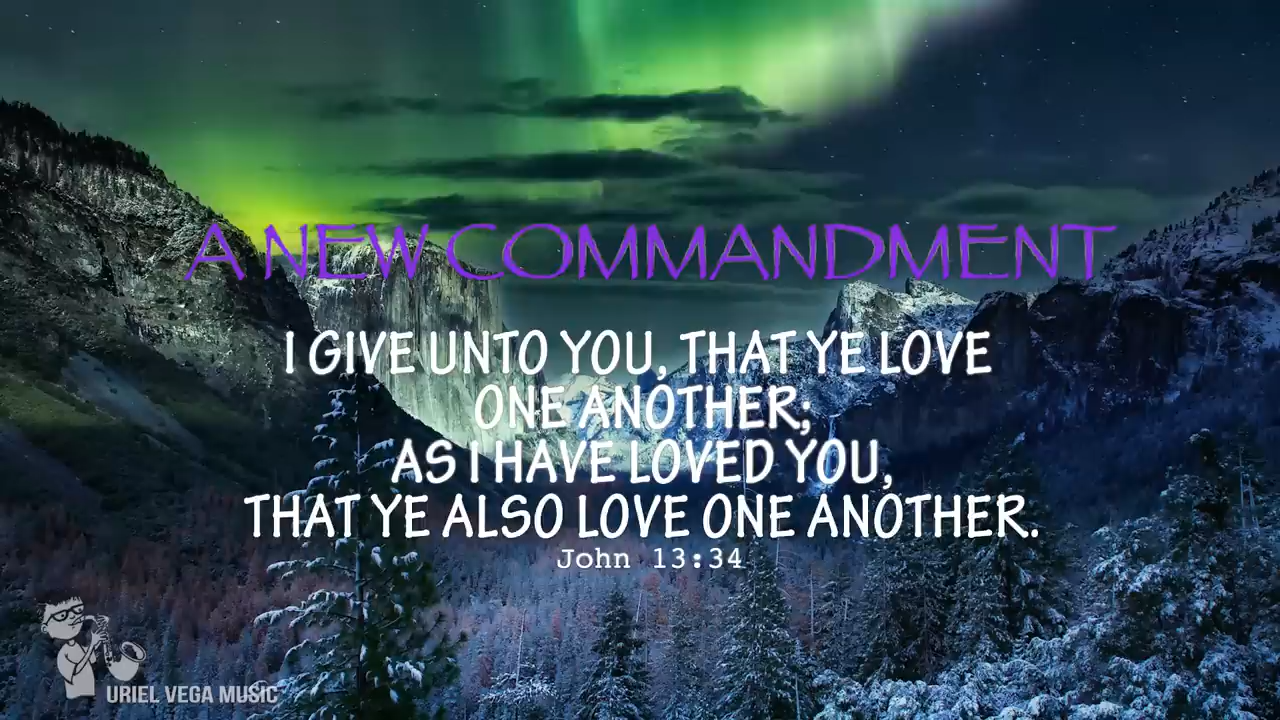 A NEW COMMANDMENT
I GIVE UNTO YOU, THAT YE LOVE
ONE ANOTHER;
AS I HAVE LOVED YOU,
THAT YE ALSO LOVE ONE ANOTHER.
John 13:34
URIEL VEGA MUSIC